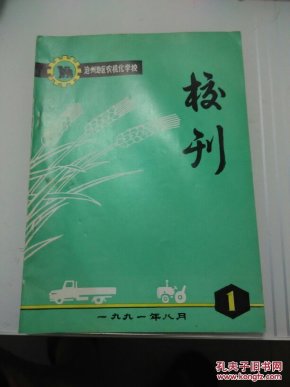 沧州地区农机化学校
校刊
1
一九九一年八月
孔夫子旧书网